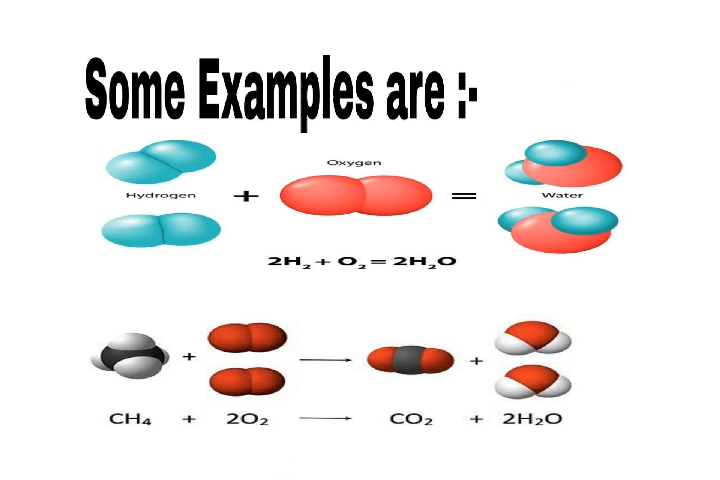 Some Examples are :-
Oxygen
Hydrogen + = Water
2H₂ + O₂ = 2H₂O
+ → +
CH₄ + 2O₂ → CO₂ + 2H₂O